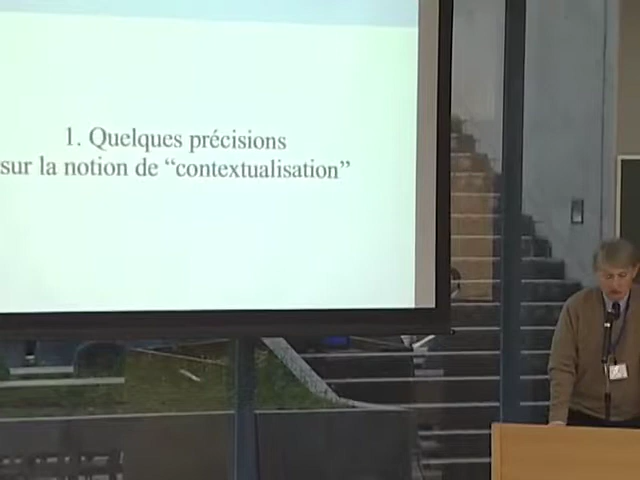 1. Quelques précisions
sur la notion de “contextualisation”